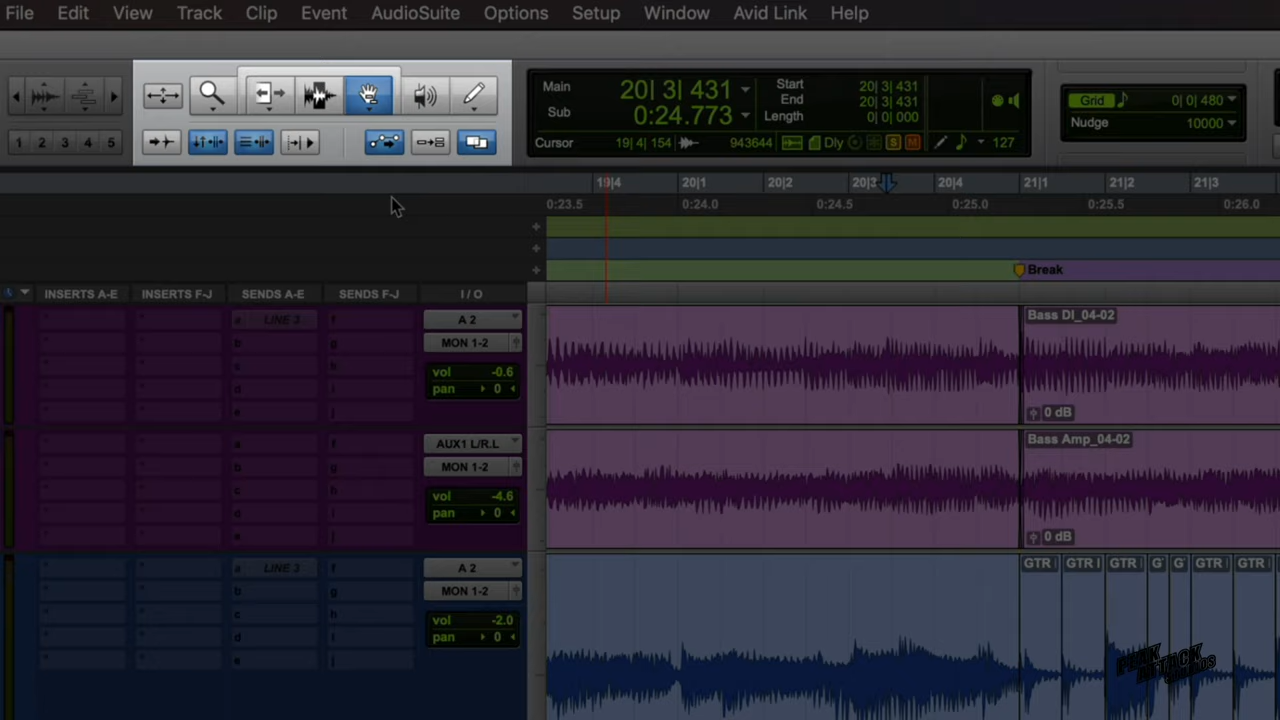 File Edit View Track Clip Event AudioSuite Options Setup Window Avid Link Help
Main 20| 3| 431
Sub 0:24.773
Start 20| 3| 431
End 20| 3| 431
Length 0| 0| 000
Grid 0| 0| 480
Nudge 10000
1 2 3 4 5
Cursor 19| 4| 154 943644 Dly S M 127
19|4 20|1 20|2 20|3 20|4 21|1 21|2 21|3
0:23.5 0:24.0 0:24.5 0:25.0 0:25.5 0:26.0
Break
INSERTS A-E INSERTS F-J SENDS A-E SENDS F-J I / O
a LINE 3 f A 2
b g MON 1-2
c h vol -0.6
d i pan 0
e j
Bass DI_04-02
0 dB
a f AUX1 L/R.L
b g MON 1-2
c h vol -4.6
d i pan 0
e j
Bass Amp_04-02
0 dB
a LINE 3 f A 2
b g MON 1-2
c h vol -2.0
d i pan 0
e j
GTR GTR GTR G G GTR GTR